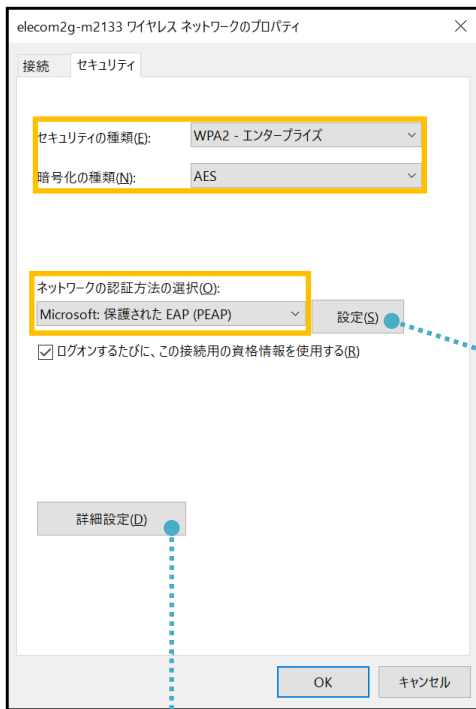 elecom2g-m2133 ワイヤレス ネットワークのプロパティ
接続 セキュリティ
セキュリティの種類(E): WPA2 - エンタープライズ
暗号化の種類(N): AES
ネットワークの認証方法の選択(O):
Microsoft: 保護された EAP (PEAP) 設定(S)
ログオンするたびに、この接続用の資格情報を使用する(R)
詳細設定(D)
OK キャンセル